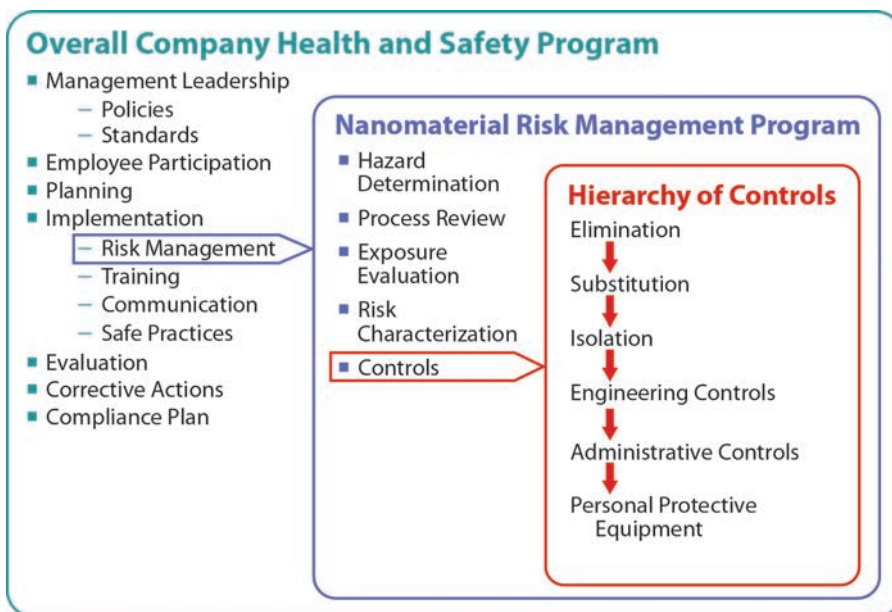 Overall Company Health and Safety Program
■ Management Leadership
– Policies
– Standards
■ Employee Participation
■ Planning
■ Implementation
– Risk Management
– Training
– Communication
– Safe Practices
■ Evaluation
■ Corrective Actions
■ Compliance Plan
Nanomaterial Risk Management Program
■ Hazard
Determination
■ Process Review
■ Exposure
Evaluation
■ Risk
Characterization
■ Controls
Hierarchy of Controls
Elimination
Substitution
Isolation
Engineering Controls
Administrative Controls
Personal Protective
Equipment